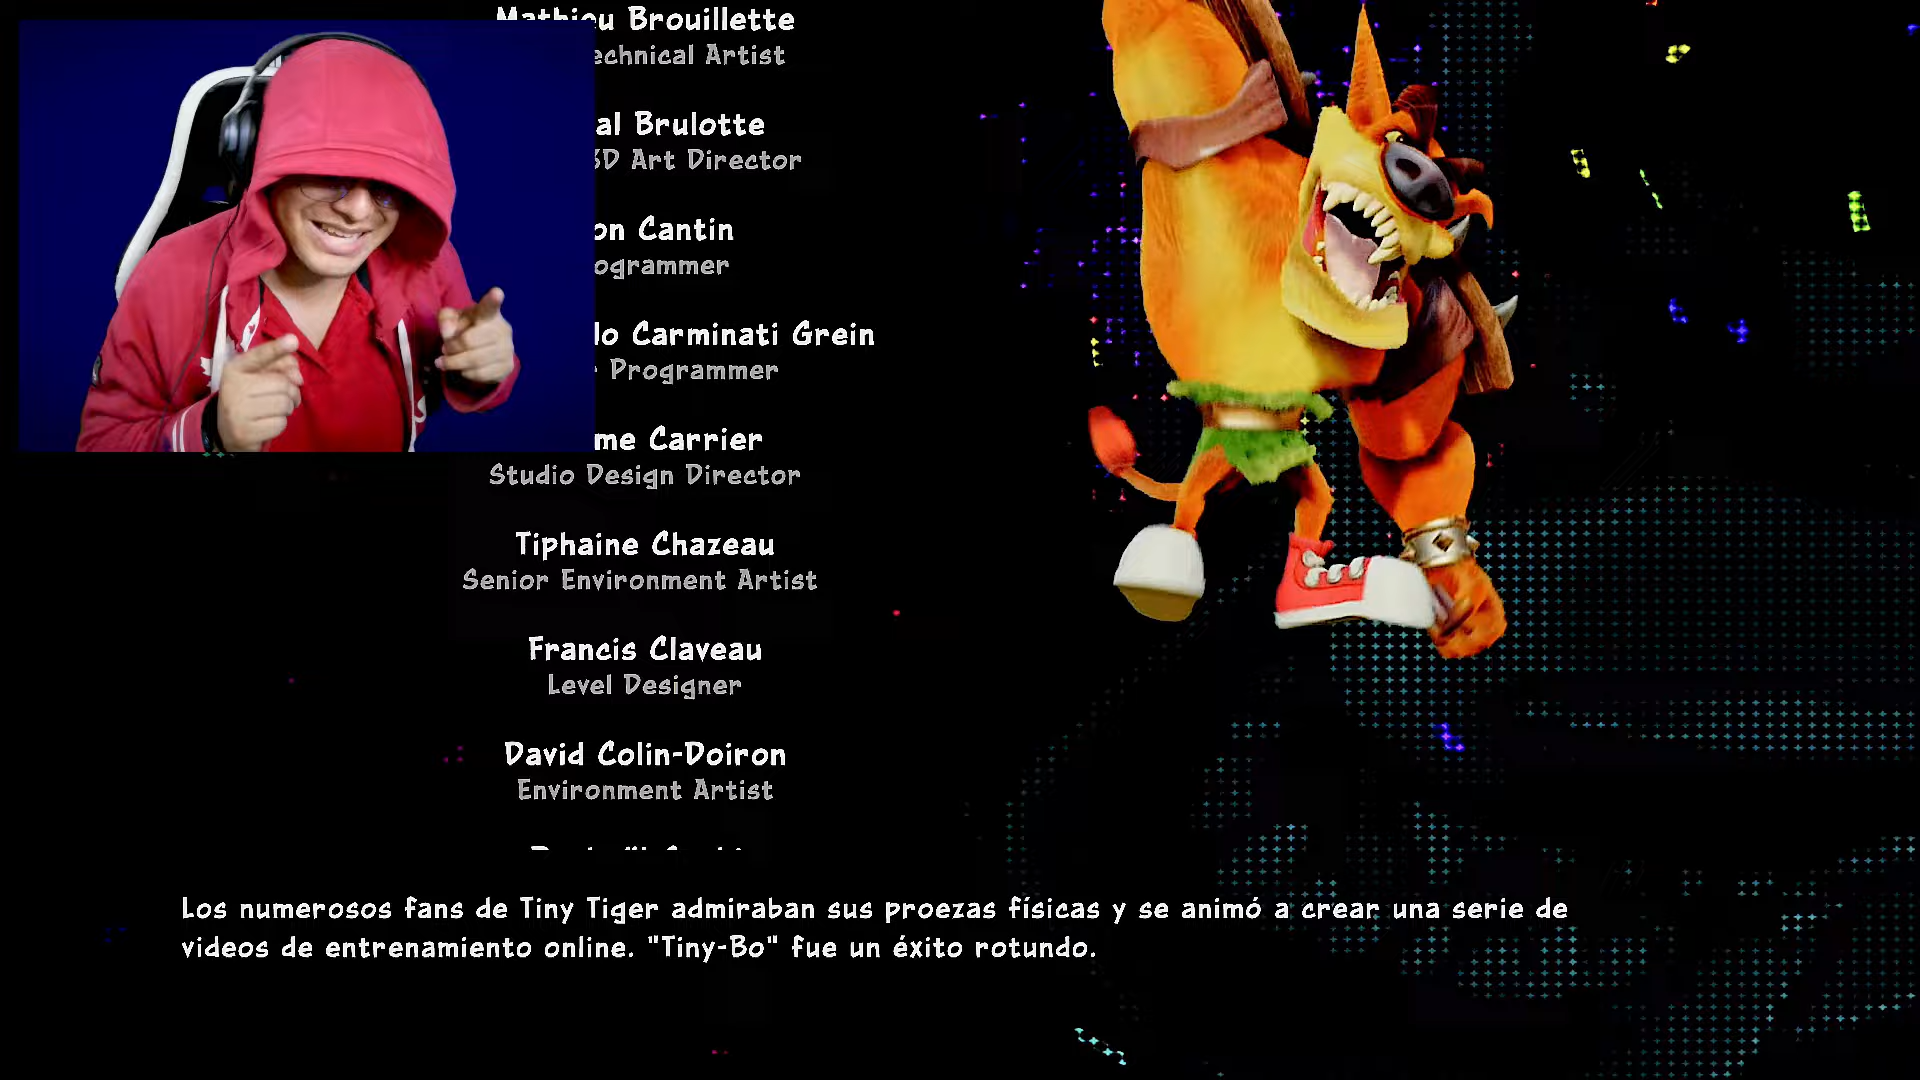 Brouillette
Artist
Brulotte
Art Director
Cantin
Carminati Grein
Programmer
Carrier
Studio Design Director
Tiphaine Chazeau
Senior Environment Artist
Francis Claveau
Level Designer
David Colin-Doiron
Environment Artist
Los numerosos fans de Tiny Tiger admiraban sus proezas físicas y se animó a crear una serie de
videos de entrenamiento online. "Tiny-Bo" fue un éxito rotundo.